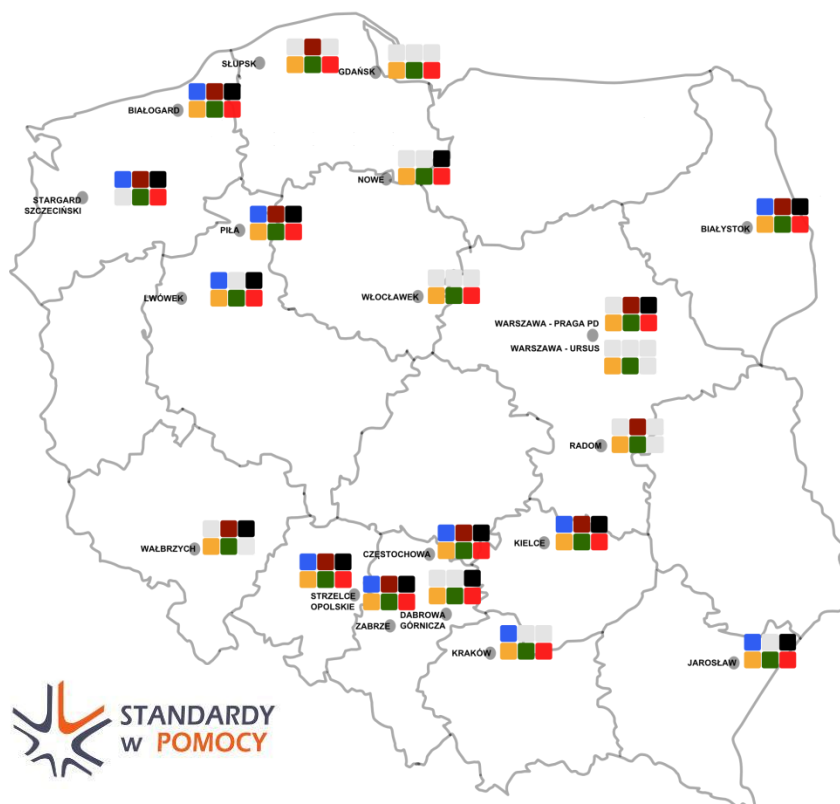 SŁUPSK
GDAŃSK
BIAŁOGARD
NOWE
STARGARD
SZCZECIŃSKI
PIŁA
BIAŁYSTOK
LWÓWEK
WŁOCŁAWEK
WARSZAWA - PRAGA PD
WARSZAWA - URSUS
RADOM
WAŁBRZYCH
CZĘSTOCHOWA
KIELCE
STRZELCE
OPOLSKIE
ZABRZE
DĄBROWA
GÓRNICZA
KRAKÓW
JAROSŁAW
STANDARDY
w POMOCY